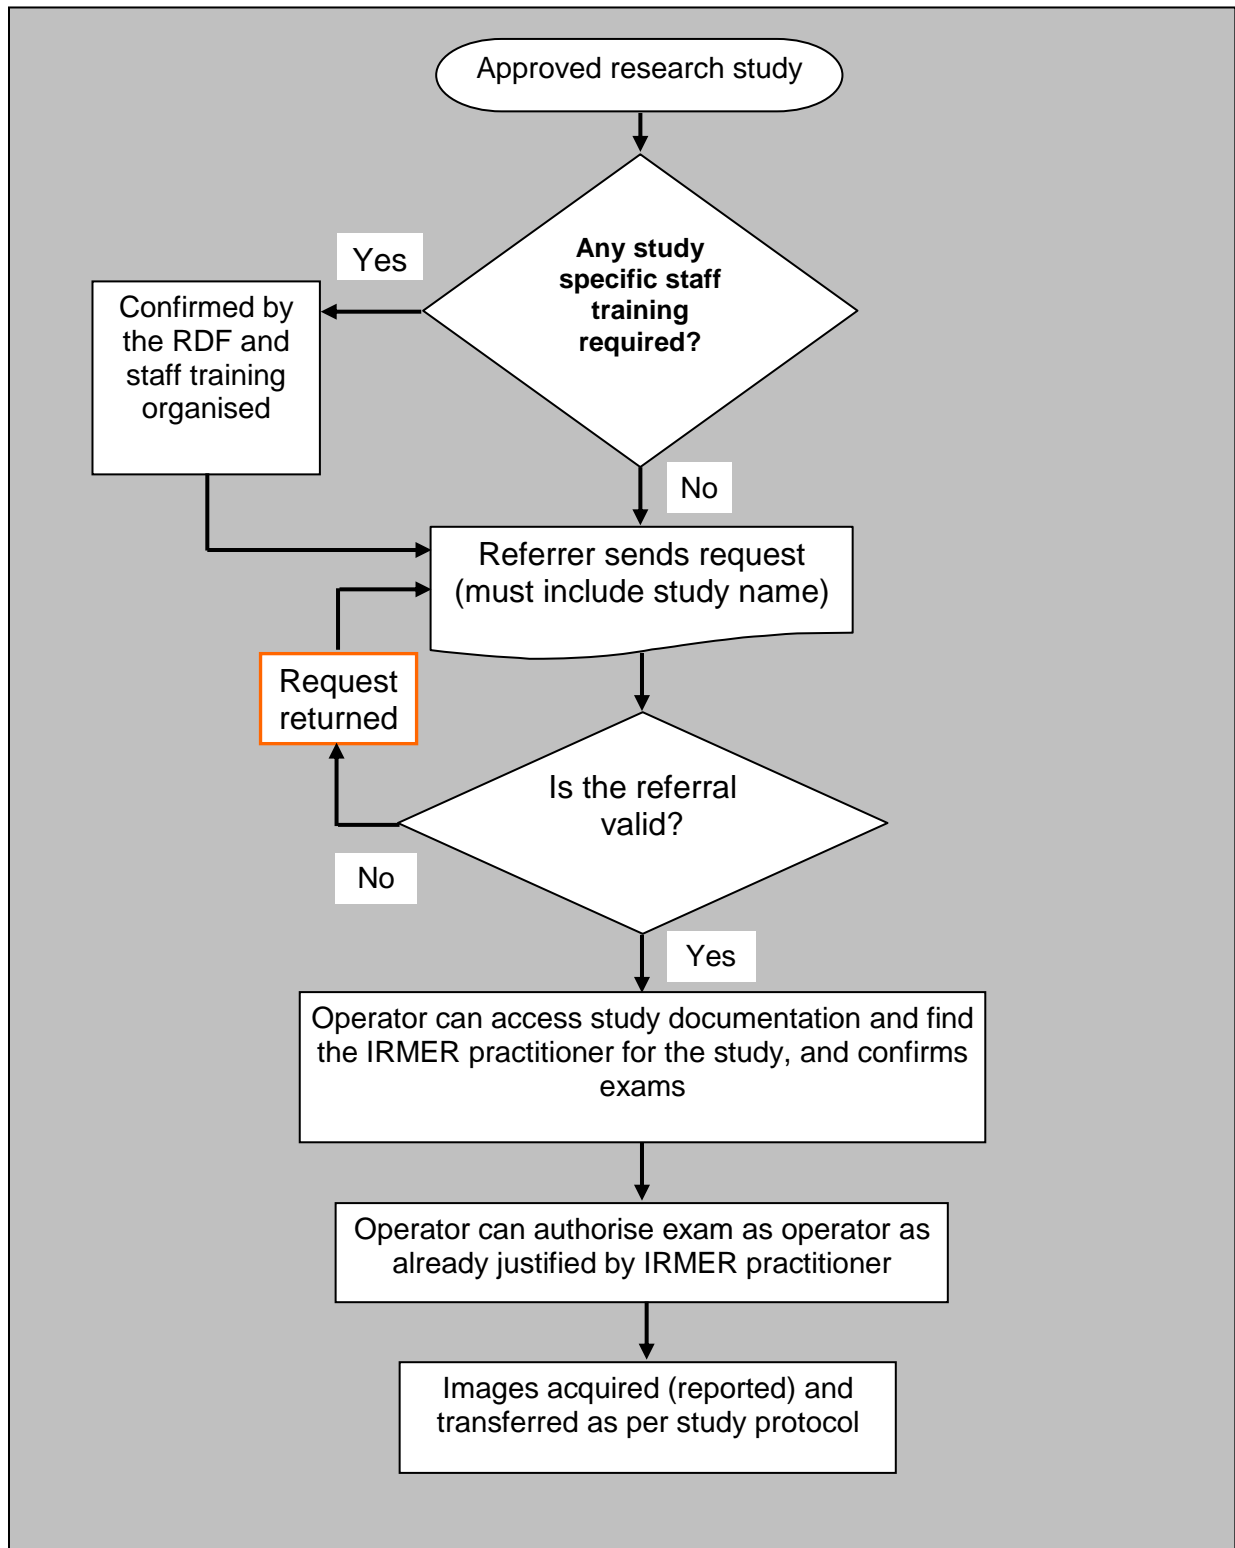 Approved research study
Any study
specific staff
training
required?
Yes
Confirmed by
the RDF and
staff training
organised
No
Referrer sends request
(must include study name)
Request
returned
Is the referral
valid?
No
Yes
Operator can access study documentation and find
the IRMER practitioner for the study, and confirms
exams
Operator can authorise exam as operator as
already justified by IRMER practitioner
Images acquired (reported) and
transferred as per study protocol